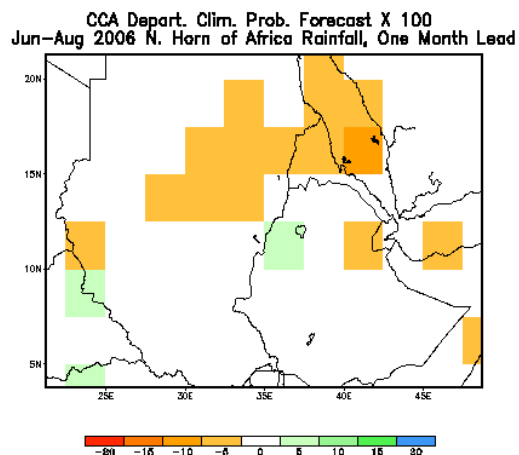 CCA Depart. Clim. Prob. Forecast X 100
Jun-Aug 2006 N. Horn of Africa Rainfall, One Month Lead
20N
15N
1
10N
5N
25E 30E 35E 40E 45E
-20 -15 -10 -5 0 5 10 15 20